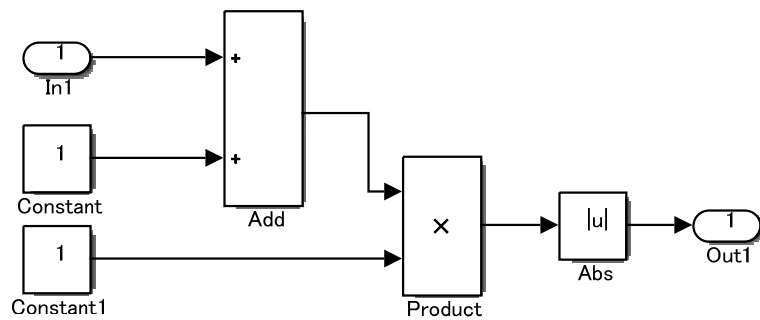 1
In1
+
1
Constant
+
Add
1
Constant1
×
Product
|u|
Abs
1
Out1